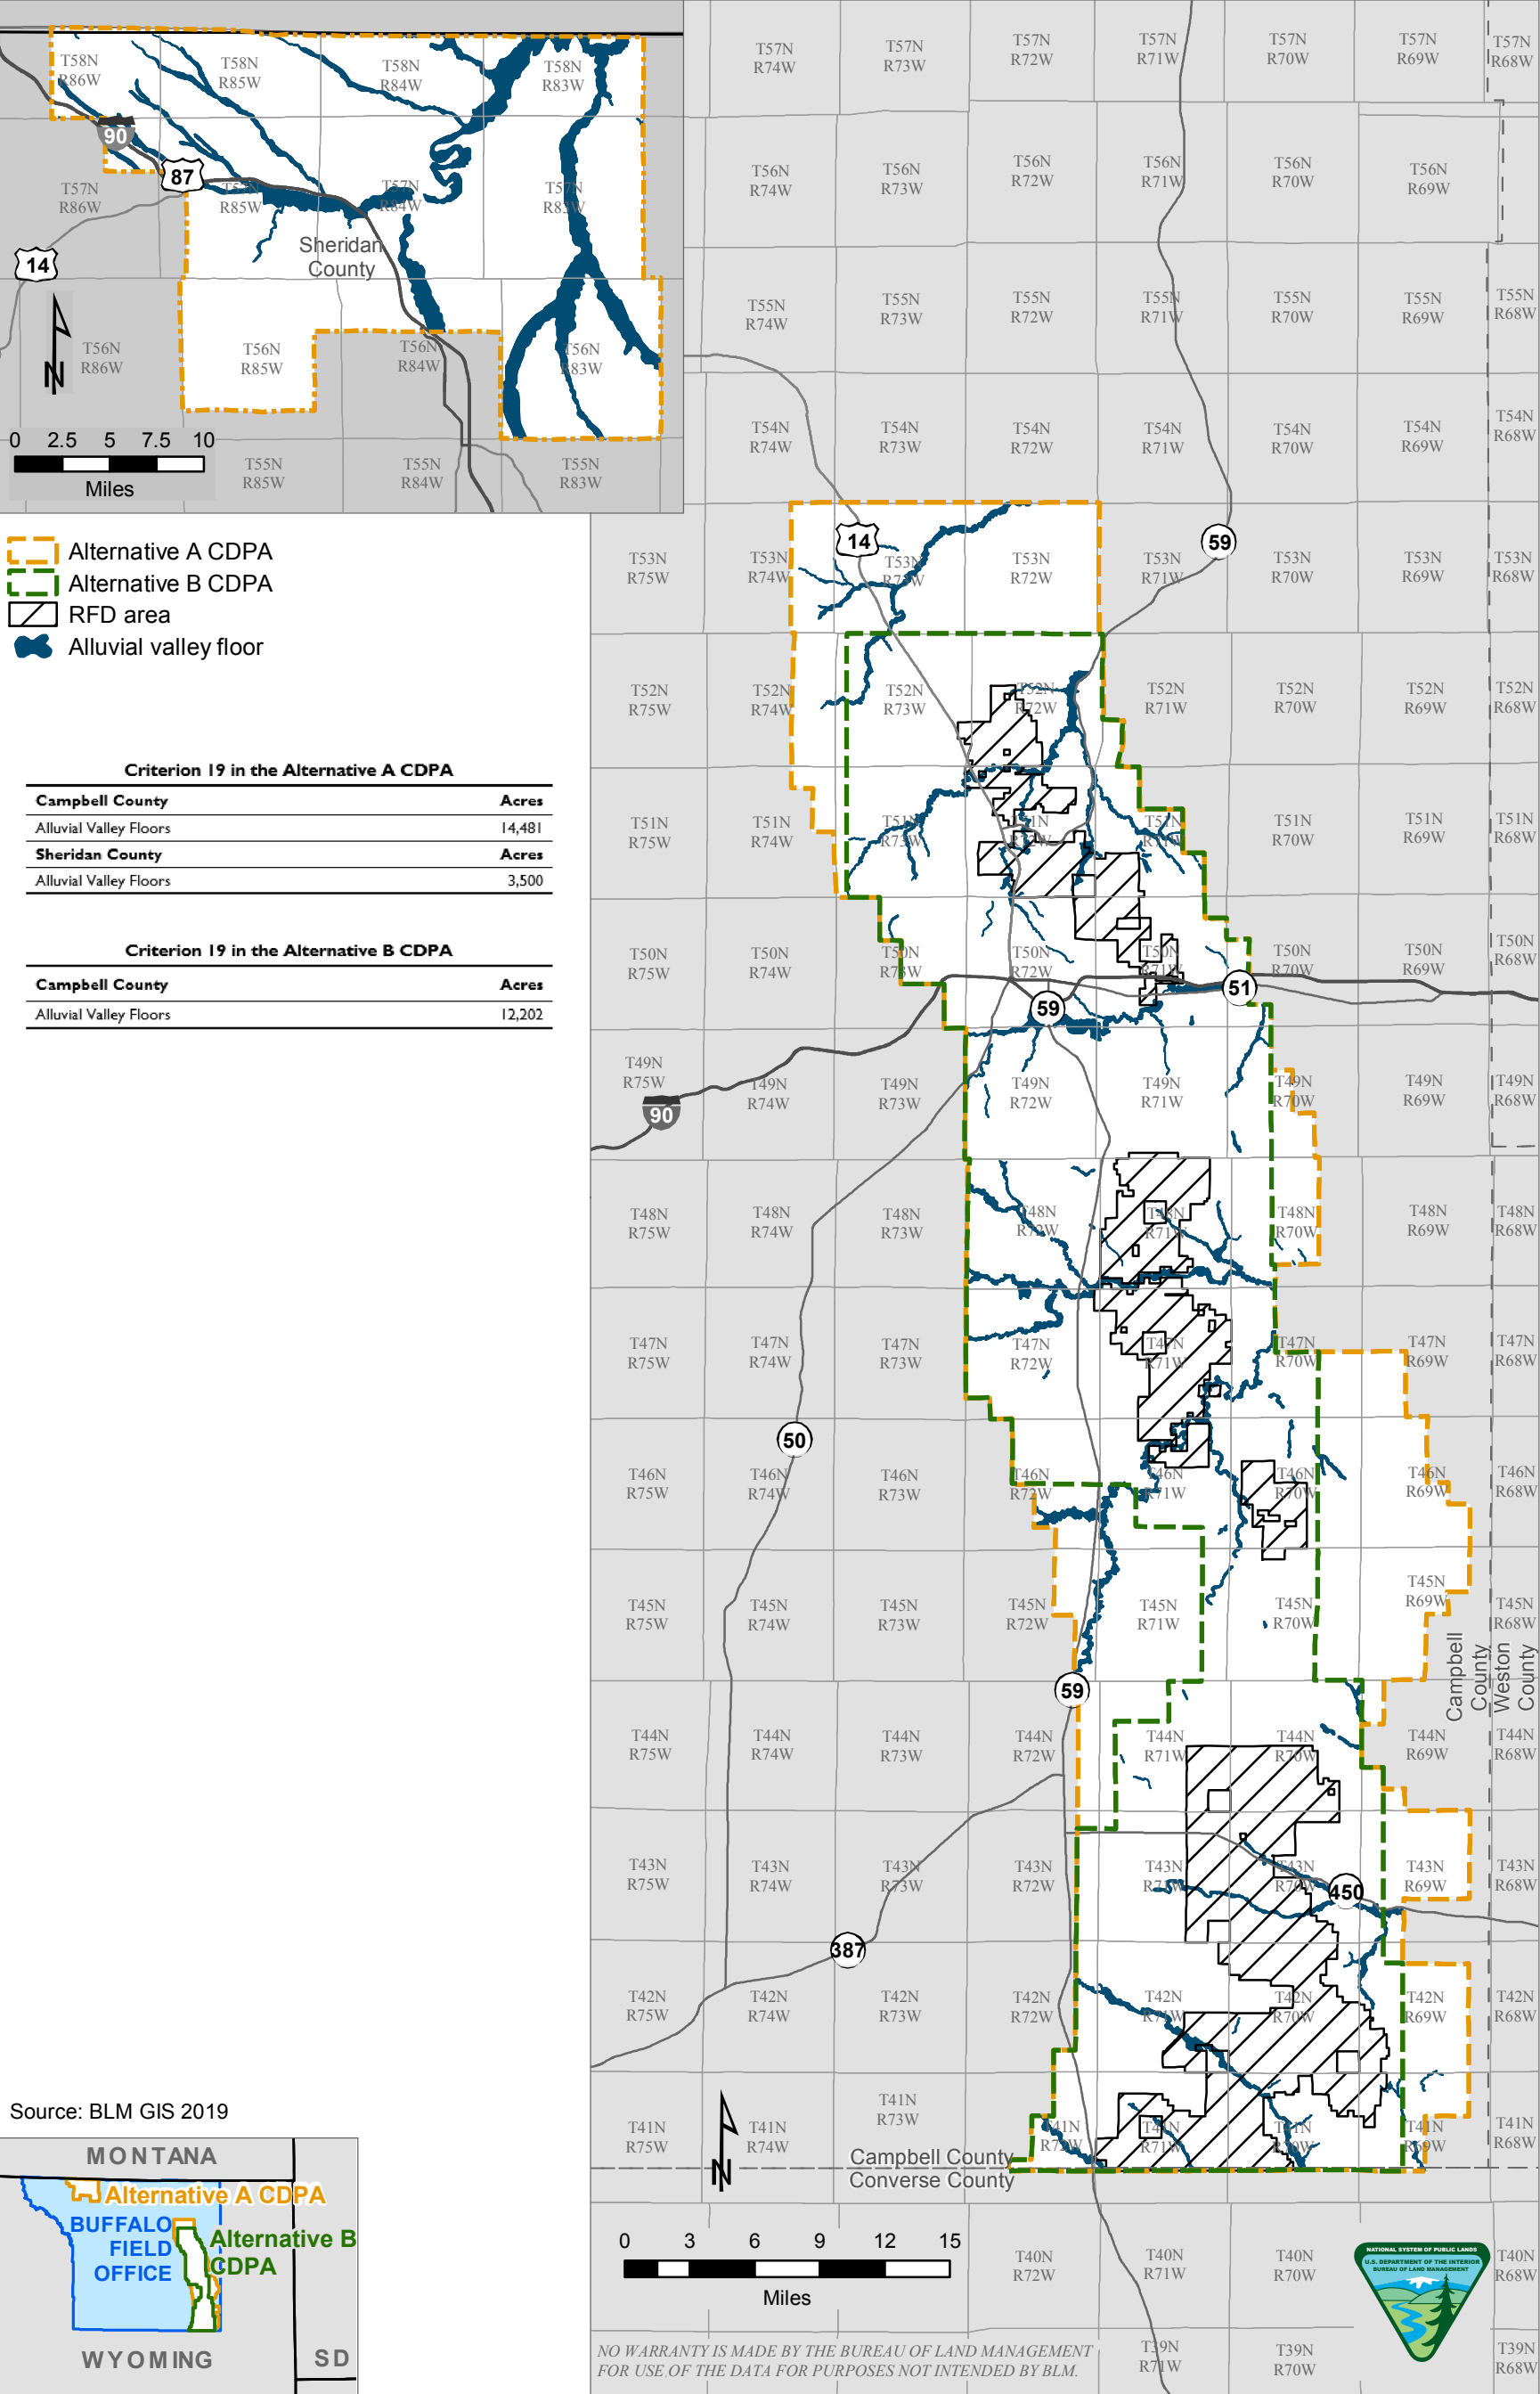 T58N
R86W
T58N
R85W
T58N
R84W
T58N
R83W
90
87
T57N
R86W
T57N
R85W
T57N
R84W
T57N
R83W
14
Sheridan
County
N
T56N
R86W
T56N
R85W
T56N
R84W
T56N
R83W
0 2.5 5 7.5 10
Miles
T55N
R85W
T55N
R84W
T55N
R83W
Alternative A CDPA
Alternative B CDPA
RFD area
Alluvial valley floor
Criterion 19 in the Alternative A CDPA
Campbell County Acres
Alluvial Valley Floors 14,481
Sheridan County Acres
Alluvial Valley Floors 3,500
Criterion 19 in the Alternative B CDPA
Campbell County Acres
Alluvial Valley Floors 12,202
T57N T57N T57N T57N T57N T57N T57N
R74W R73W R72W R71W R70W R69W R68W
T56N T56N T56N T56N T56N T56N
R74W R73W R72W R71W R70W R69W
T55N T55N T55N T55N T55N T55N T55N
R74W R73W R72W R71W R70W R69W R68W
T54N T54N T54N T54N T54N T54N T54N
R74W R73W R72W R71W R70W R69W R68W
14 59
T53N T53N T53N T53N T53N T53N T53N T53N
R75W R74W R73W R72W R71W R70W R69W R68W
T52N T52N T52N T52N T52N T52N T52N T52N
R75W R74W R73W R72W R71W R70W R69W R68W
T51N T51N T51N T51N T51N T51N T51N T51N
R75W R74W R73W R72W R71W R70W R69W R68W
T50N T50N T50N T50N T50N T50N T50N T50N
R75W R74W R73W R72W R71W R70W R69W R68W
59 51
T49N T49N T49N T49N T49N T49N T49N T49N
R75W R74W R73W R72W R71W R70W R69W R68W
90
T48N T48N T48N T48N T48N T48N T48N T48N
R75W R74W R73W R72W R71W R70W R69W R68W
T47N T47N T47N T47N T47N T47N T47N T47N
R75W R74W R73W R72W R71W R70W R69W R68W
50
T46N T46N T46N T46N T46N T46N T46N T46N
R75W R74W R73W R72W R71W R70W R69W R68W
T45N T45N T45N T45N T45N T45N T45N T45N
R75W R74W R73W R72W R71W R70W R69W R68W
Campbell
County
Weston
County
59
T44N T44N T44N T44N T44N T44N T44N T44N
R75W R74W R73W R72W R71W R70W R69W R68W
T43N T43N T43N T43N T43N T43N T43N T43N
R75W R74W R73W R72W R71W R70W R69W R68W
450
387
T42N T42N T42N T42N T42N T42N T42N T42N
R75W R74W R73W R72W R71W R70W R69W R68W
T41N T41N T41N T41N T41N T41N T41N T41N
R75W R74W R73W R72W R71W R70W R69W R68W
Campbell County
Converse County
N
0 3 6 9 12 15
Miles
T40N T40N T40N T40N
R72W R71W R70W R68W
T39N T39N T39N
R71W R70W R68W
NATIONAL SYSTEM OF PUBLIC LANDS
U.S. DEPARTMENT OF THE INTERIOR
BUREAU OF LAND MANAGEMENT
NO WARRANTY IS MADE BY THE BUREAU OF LAND MANAGEMENT
FOR USE OF THE DATA FOR PURPOSES NOT INTENDED BY BLM.
Source: BLM GIS 2019
MONTANA
Alternative A CDPA
BUFFALO
FIELD
OFFICE
Alternative B
CDPA
WYOMING
SD